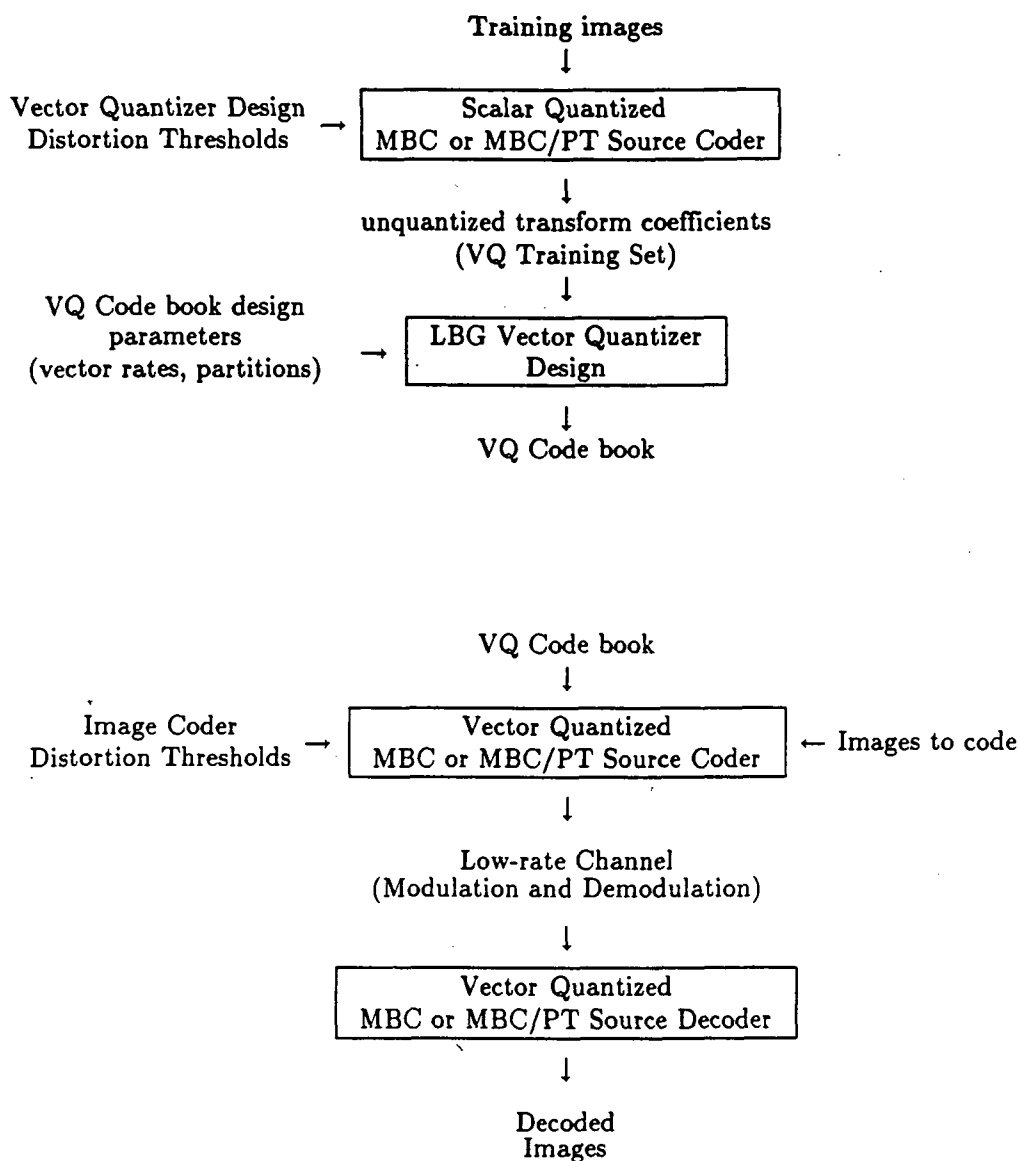 Training images
↓
Vector Quantizer Design
Distortion Thresholds
→
Scalar Quantized
MBC or MBC/PT Source Coder
↓
unquantized transform coefficients
(VQ Training Set)
↓
VQ Code book design
parameters
(vector rates, partitions)
→
LBG Vector Quantizer
Design
↓
VQ Code book
VQ Code book
↓
Image Coder
Distortion Thresholds
→
Vector Quantized
MBC or MBC/PT Source Coder
← Images to code
↓
Low-rate Channel
(Modulation and Demodulation)
↓
Vector Quantized
MBC or MBC/PT Source Decoder
↓
Decoded
Images